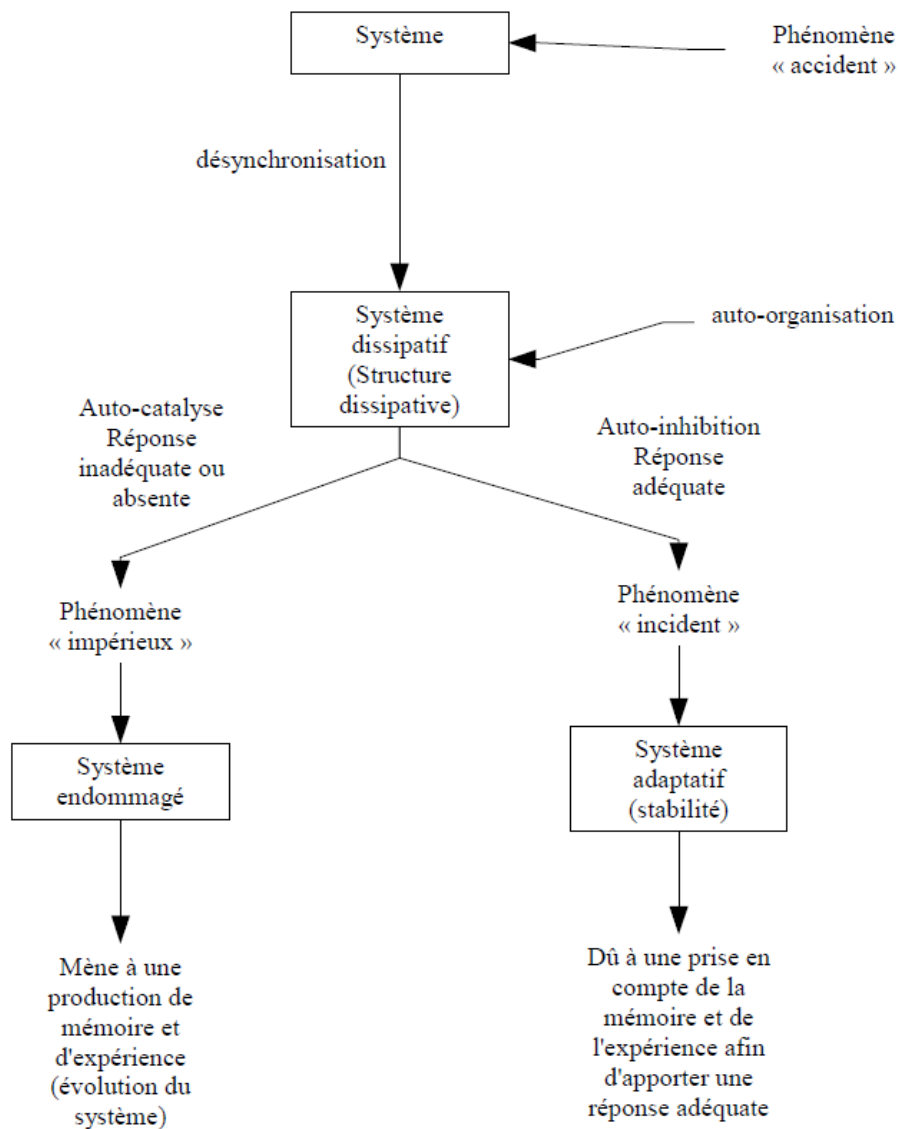 Système
Phénomène
« accident »
désynchronisation
Système
dissipatif
(Structure
dissipative)
auto-organisation
Auto-catalyse
Réponse
inadéquate ou
absente
Auto-inhibition
Réponse
adéquate
Phénomène
« impérieux »
Phénomène
« incident »
Système
endommagé
Système
adaptatif
(stabilité)
Mène à une
production de
mémoire et
d'expérience
(évolution du
système)
Dû à une prise en
compte de la
mémoire et de
l'expérience afin
d'apporter une
réponse adéquate